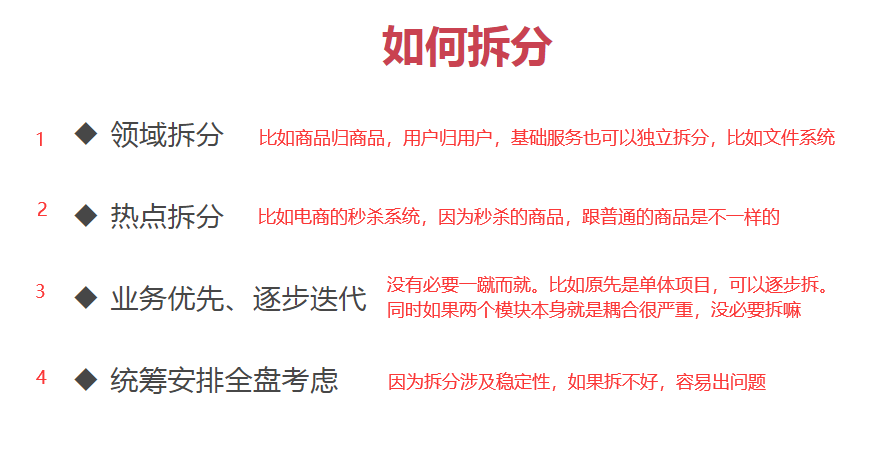 如何拆分
1 ◆ 领域拆分 比如商品归商品，用户归用户，基础服务也可以独立拆分，比如文件系统
2 ◆ 热点拆分 比如电商的秒杀系统，因为秒杀的商品，跟普通的商品是不一样的
3 ◆ 业务优先、逐步迭代 没有必要一蹴而就。比如原先是单体项目，可以逐步拆。
同时如果两个模块本身就是耦合很严重，没必要拆嘛
4 ◆ 统筹安排全盘考虑 因为拆分涉及稳定性，如果拆不好，容易出问题